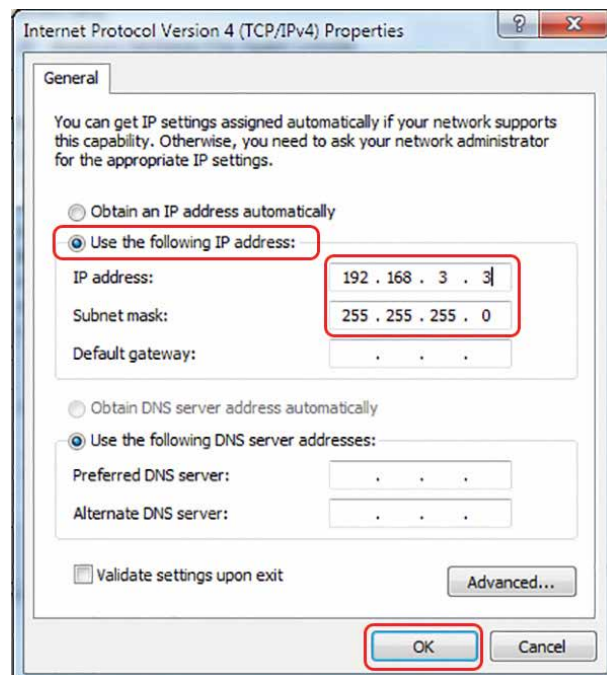 Internet Protocol Version 4 (TCP/IPv4) Properties
General
You can get IP settings assigned automatically if your network supports
this capability. Otherwise, you need to ask your network administrator
for the appropriate IP settings.
Obtain an IP address automatically
Use the following IP address:
IP address: 192 . 168 . 3 . 3
Subnet mask: 255 . 255 . 255 . 0
Default gateway: . . .
Obtain DNS server address automatically
Use the following DNS server addresses:
Preferred DNS server: . . .
Alternate DNS server: . . .
Validate settings upon exit
Advanced...
OK Cancel